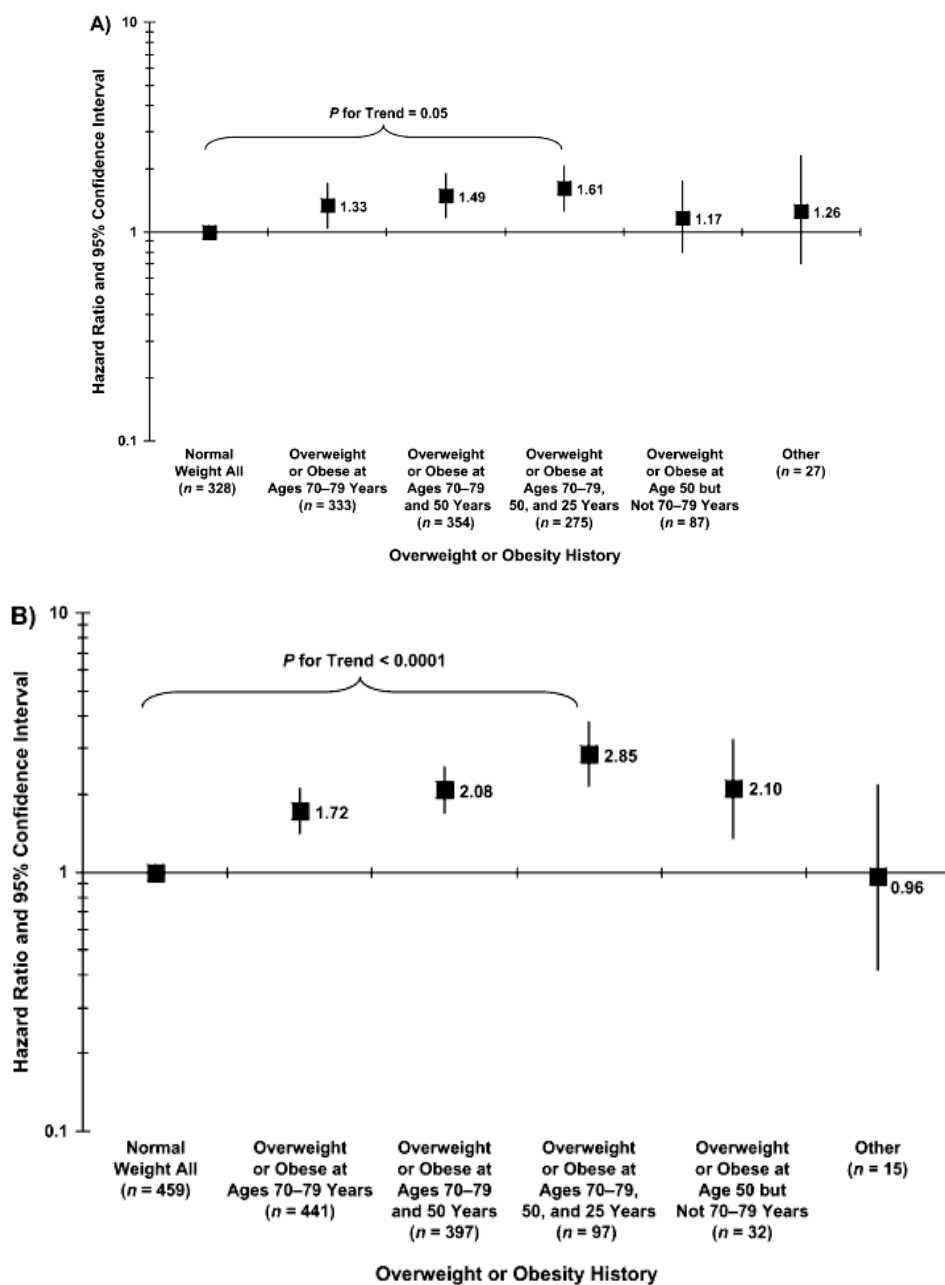 A)
10
P for Trend = 0.05
1.33
1.49
1.61
1.17
1.26
1
0.1
Hazard Ratio and 95% Confidence Interval
Normal
Weight All
(n = 328)
Overweight
or Obese at
Ages 70–79 Years
(n = 333)
Overweight
or Obese at
Ages 70–79
and 50 Years
(n = 354)
Overweight
or Obese at
Ages 70–79,
50, and 25 Years
(n = 275)
Overweight
or Obese at
Age 50 but
Not 70–79 Years
(n = 87)
Other
(n = 27)
Overweight or Obesity History
B)
10
P for Trend < 0.0001
1.72
2.08
2.85
2.10
0.96
1
0.1
Hazard Ratio and 95% Confidence Interval
Normal
Weight All
(n = 459)
Overweight
or Obese at
Ages 70–79 Years
(n = 441)
Overweight
or Obese at
Ages 70–79
and 50 Years
(n = 397)
Overweight
or Obese at
Ages 70–79,
50, and 25 Years
(n = 97)
Overweight
or Obese at
Age 50 but
Not 70–79 Years
(n = 32)
Other
(n = 15)
Overweight or Obesity History